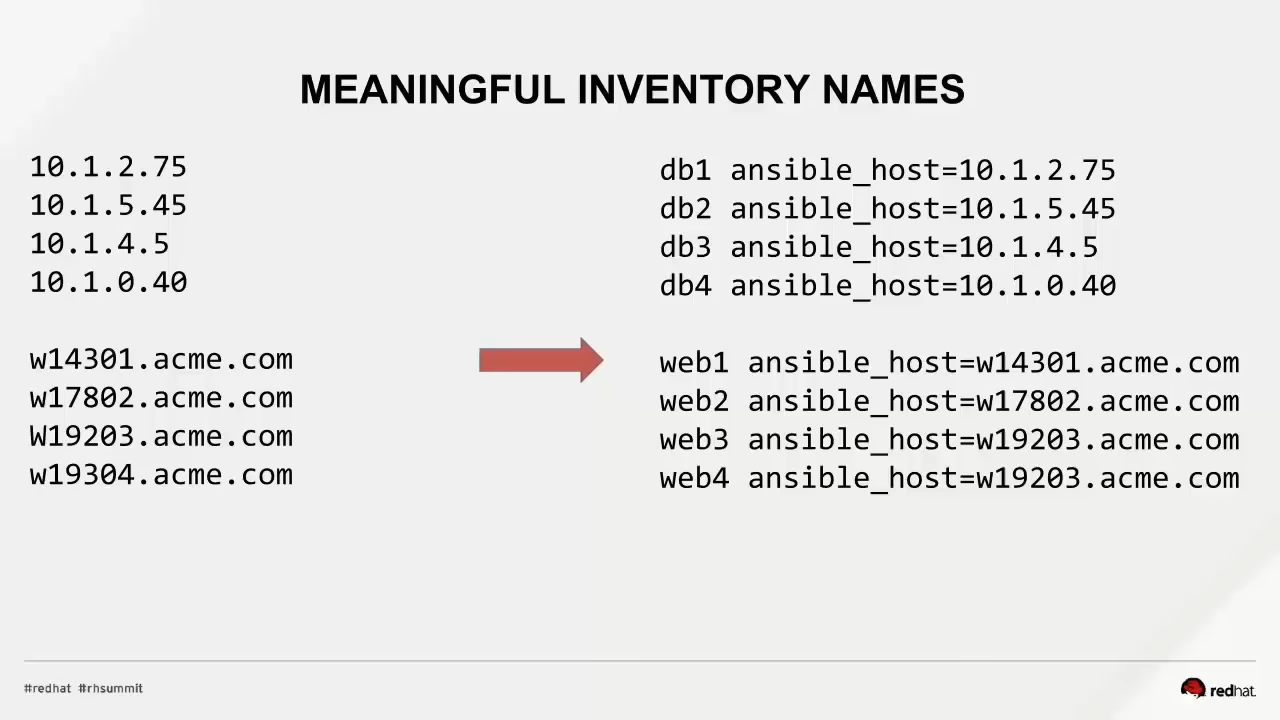 MEANINGFUL INVENTORY NAMES
10.1.2.75
10.1.5.45
10.1.4.5
10.1.0.40
w14301.acme.com
w17802.acme.com
W19203.acme.com
w19304.acme.com
db1 ansible_host=10.1.2.75
db2 ansible_host=10.1.5.45
db3 ansible_host=10.1.4.5
db4 ansible_host=10.1.0.40
web1 ansible_host=w14301.acme.com
web2 ansible_host=w17802.acme.com
web3 ansible_host=w19203.acme.com
web4 ansible_host=w19203.acme.com
#redhat #rhsummit
redhat.